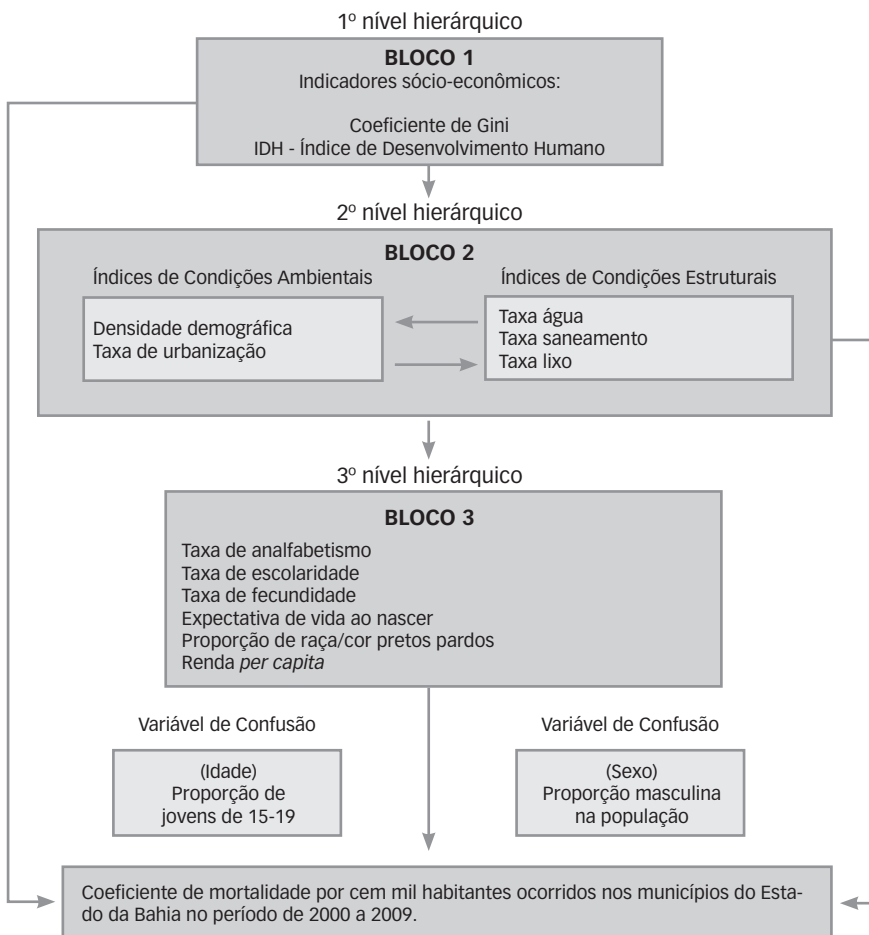 1º nível hierárquico
BLOCO 1
Indicadores sócio-econômicos:
Coeficiente de Gini
IDH - Índice de Desenvolvimento Humano
2º nível hierárquico
BLOCO 2
Índices de Condições Ambientais
Densidade demográfica
Taxa de urbanização
Índices de Condições Estruturais
Taxa água
Taxa saneamento
Taxa lixo
3º nível hierárquico
BLOCO 3
Taxa de analfabetismo
Taxa de escolaridade
Taxa de fecundidade
Expectativa de vida ao nascer
Proporção de raça/cor pretos pardos
Renda per capita
Variável de Confusão
(Idade)
Proporção de
jovens de 15-19
Variável de Confusão
(Sexo)
Proporção masculina
na população
Coeficiente de mortalidade por cem mil habitantes ocorridos nos municípios do Esta-
do da Bahia no período de 2000 a 2009.